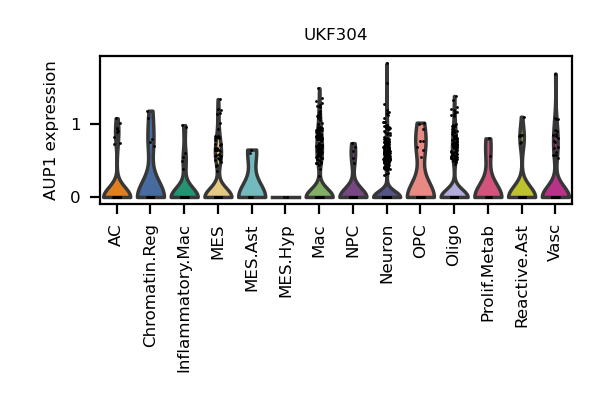 UKF304
AUP1 expression
1
0
AC
Chromatin.Reg
Inflammatory.Mac
MES
MES.Ast
MES.Hyp
Mac
NPC
Neuron
OPC
Oligo
Prolif.Metab
Reactive.Ast
Vasc